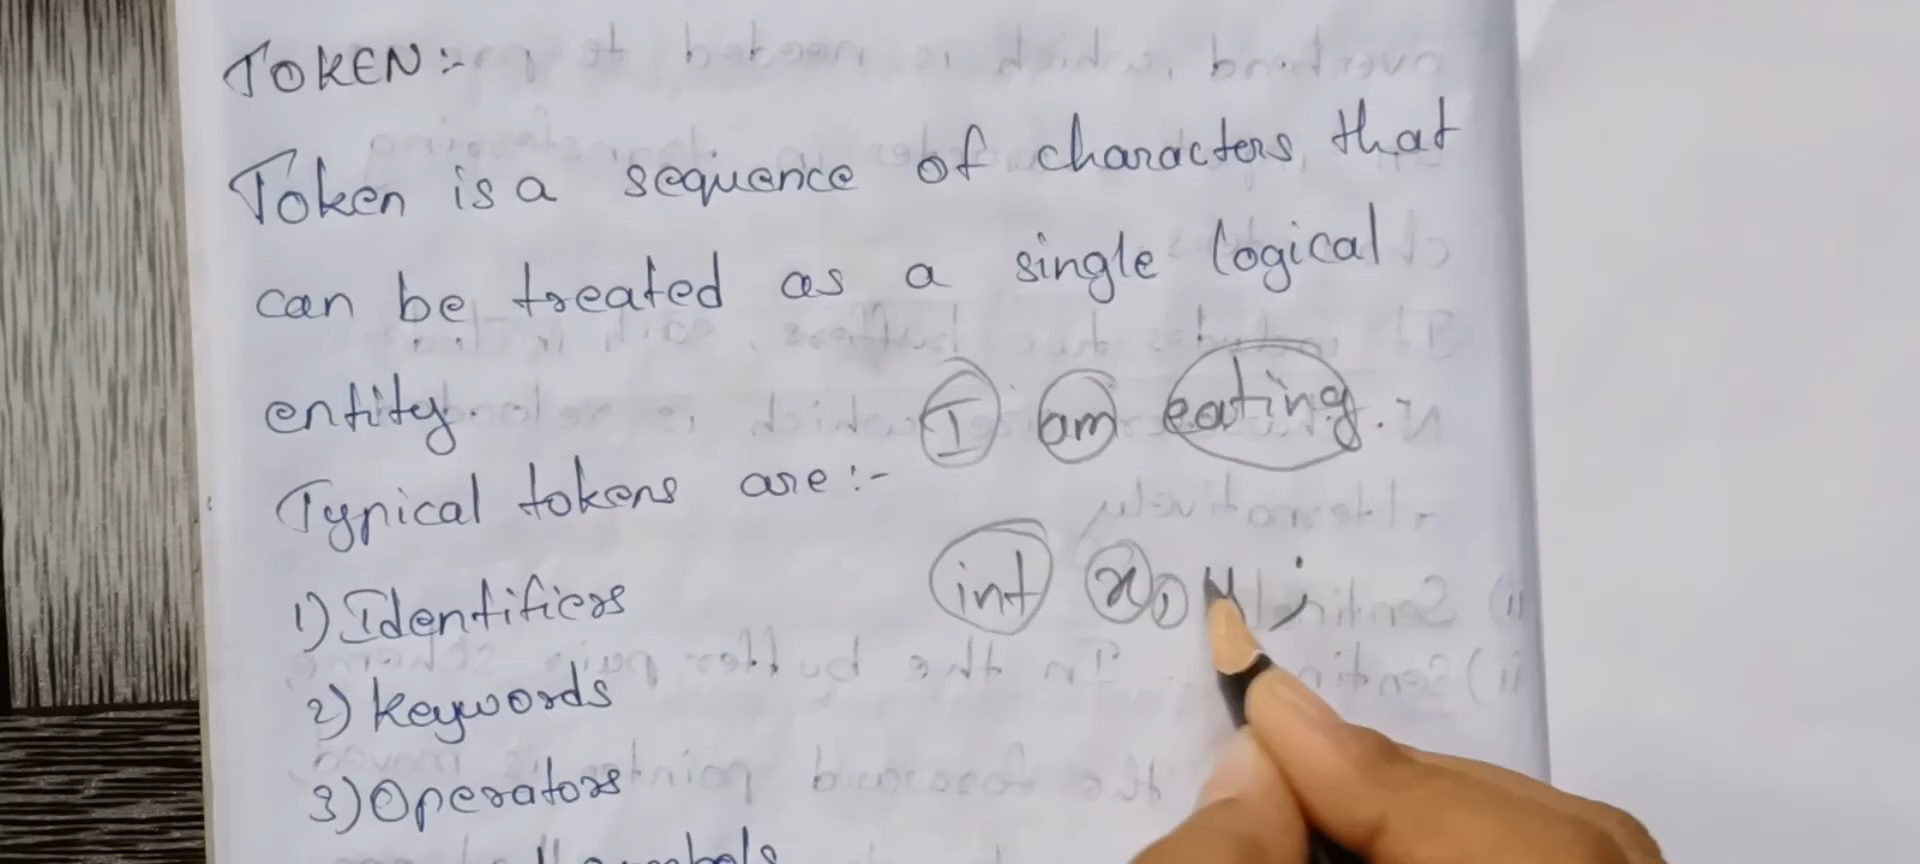 TOKEN :-
Token is a sequence of characters that
can be treated as a single logical
entity.
I am eating.
Typical tokens are :-
int x, y ;
1) Identifiers
2) Keywords
3) Operators
symbols